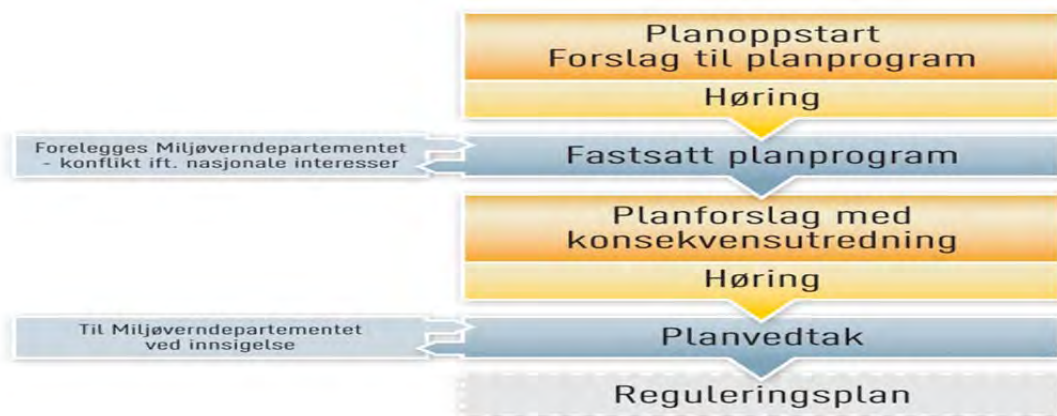 Planoppstart
Forslag til planprogram
Høring
Forelegges Miljøverndepartementet
- konflikt ift. nasjonale interesser
Fastsatt planprogram
Planforslag med
konsekvensutredning
Høring
Til Miljøverndepartementet
ved innsigelse
Planvedtak
Reguleringsplan